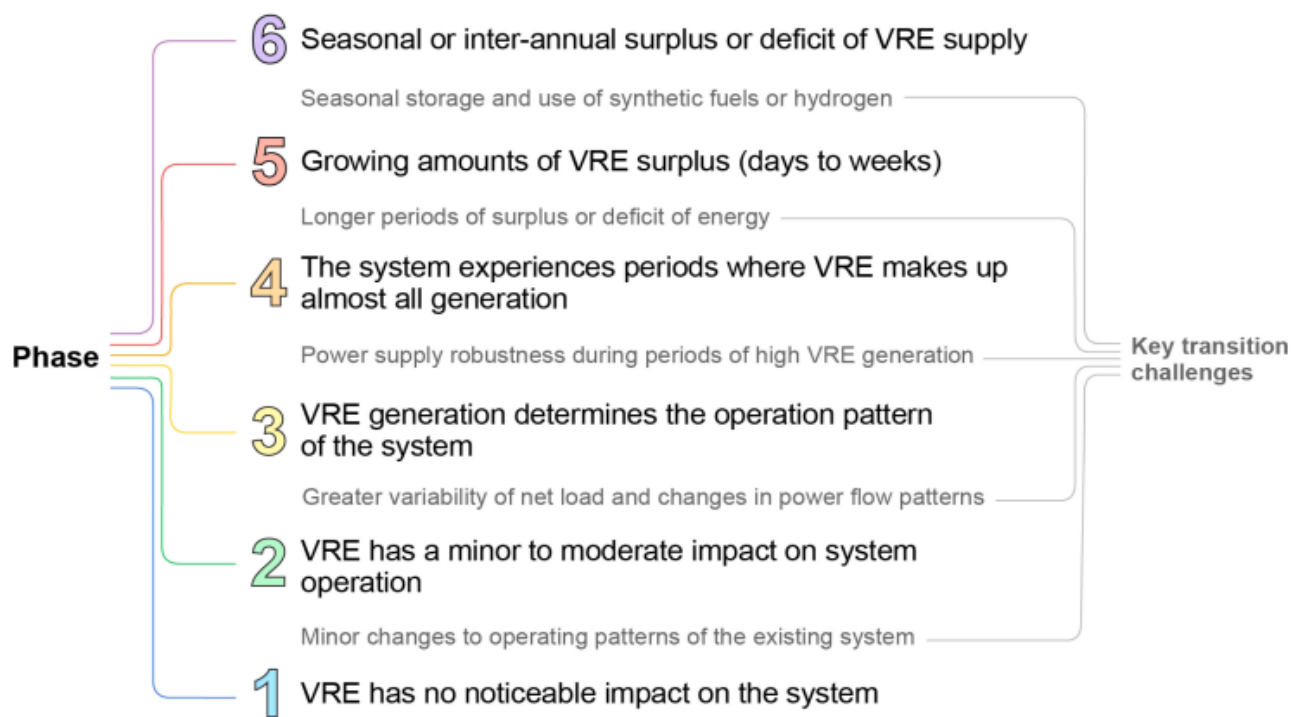 6 Seasonal or inter-annual surplus or deficit of VRE supply
Seasonal storage and use of synthetic fuels or hydrogen
5 Growing amounts of VRE surplus (days to weeks)
Longer periods of surplus or deficit of energy
4 The system experiences periods where VRE makes up
almost all generation
Phase
Power supply robustness during periods of high VRE generation
Key transition
challenges
3 VRE generation determines the operation pattern
of the system
Greater variability of net load and changes in power flow patterns
2 VRE has a minor to moderate impact on system
operation
Minor changes to operating patterns of the existing system
1 VRE has no noticeable impact on the system